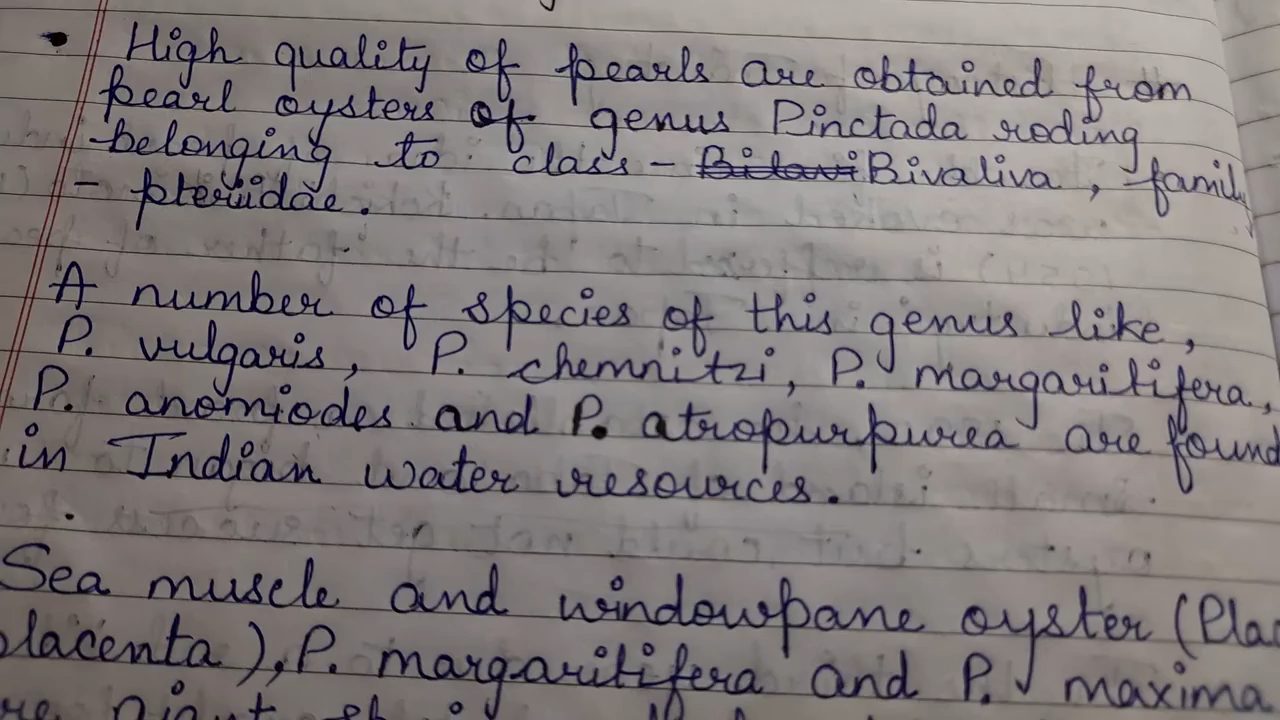 High quality of pearls are obtained from
pearl oysters of genus Pinctada roding
belonging to class - Bivaliva, family
- pteriidae.
A number of species of this genus like,
P. vulgaris, P. chemnitzi, P. margaritifera,
P. anomiodes and P. atropurpurea are found
in Indian water resources.
Sea muscle and windowpane oyster (Pla
placenta), P. margaritifera and P. maxima